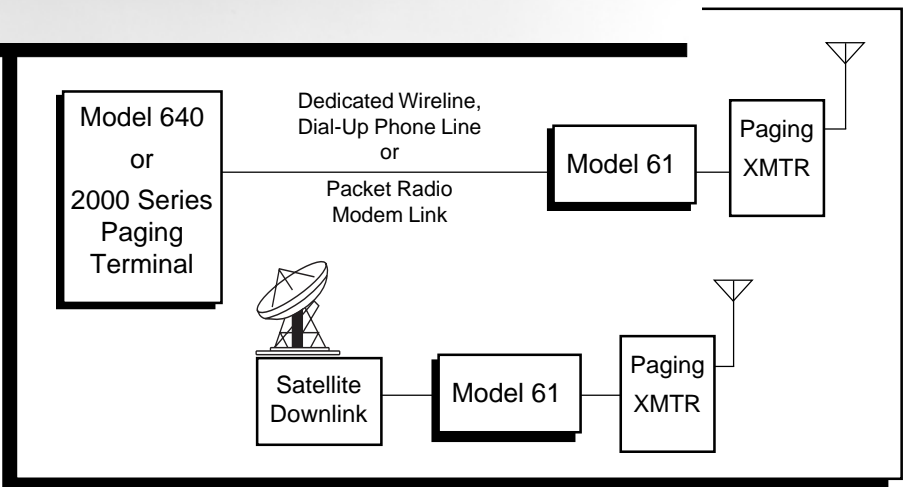 Model 640
or
2000 Series
Paging
Terminal
Dedicated Wireline,
Dial-Up Phone Line
or
Packet Radio
Modem Link
Model 61
Paging
XMTR
Satellite
Downlink
Model 61
Paging
XMTR